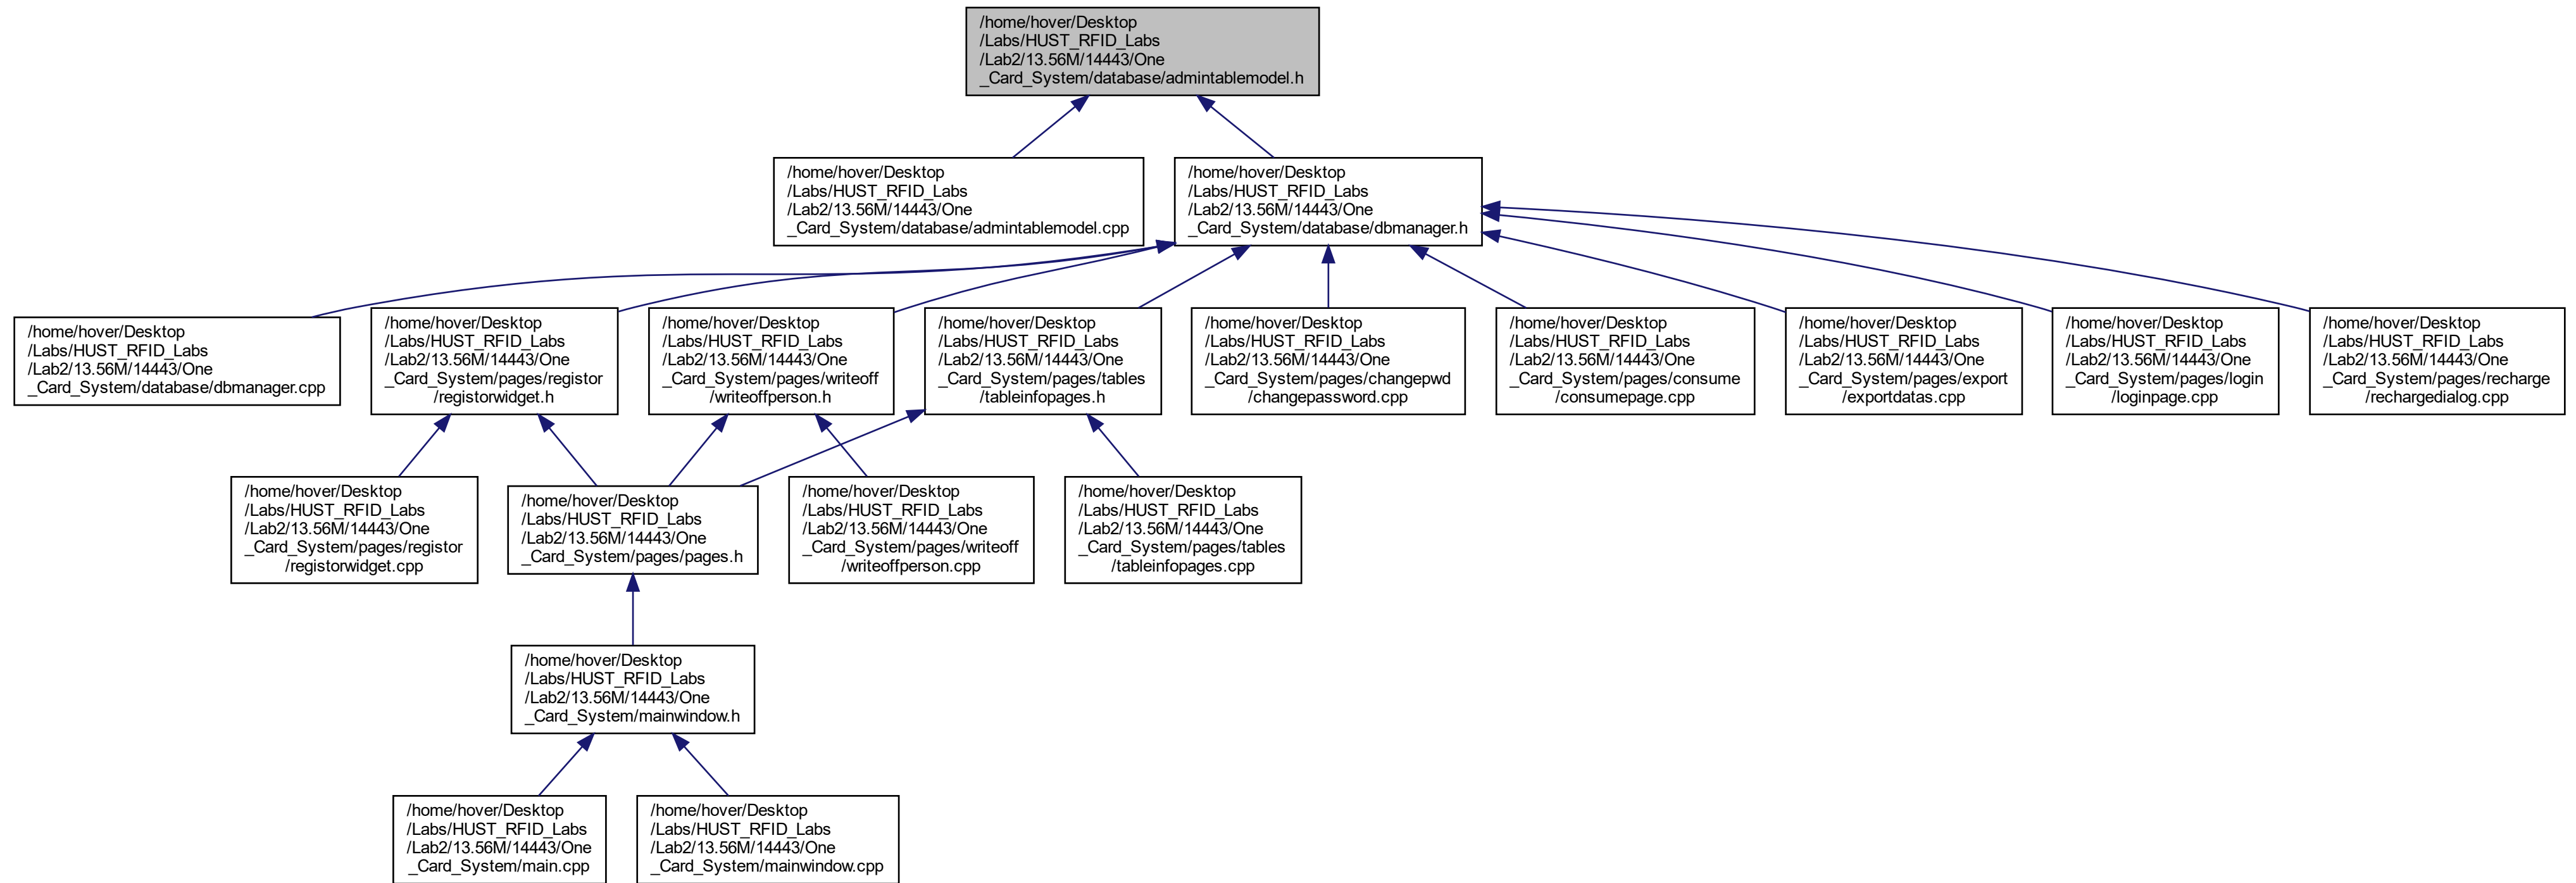 /home/hover/Desktop
/Labs/HUST_RFID_Labs
/Lab2/13.56M/14443/One
_Card_System/database/admintablemodel.h
/home/hover/Desktop
/Labs/HUST_RFID_Labs
/Lab2/13.56M/14443/One
_Card_System/database/admintablemodel.cpp
/home/hover/Desktop
/Labs/HUST_RFID_Labs
/Lab2/13.56M/14443/One
_Card_System/database/dbmanager.h
/home/hover/Desktop
/Labs/HUST_RFID_Labs
/Lab2/13.56M/14443/One
_Card_System/database/dbmanager.cpp
/home/hover/Desktop
/Labs/HUST_RFID_Labs
/Lab2/13.56M/14443/One
_Card_System/pages/registor
/registorwidget.h
/home/hover/Desktop
/Labs/HUST_RFID_Labs
/Lab2/13.56M/14443/One
_Card_System/pages/writeoff
/writeoffperson.h
/home/hover/Desktop
/Labs/HUST_RFID_Labs
/Lab2/13.56M/14443/One
_Card_System/pages/tables
/tableinfopages.h
/home/hover/Desktop
/Labs/HUST_RFID_Labs
/Lab2/13.56M/14443/One
_Card_System/pages/changepwd
/changepassword.cpp
/home/hover/Desktop
/Labs/HUST_RFID_Labs
/Lab2/13.56M/14443/One
_Card_System/pages/consume
/consumepage.cpp
/home/hover/Desktop
/Labs/HUST_RFID_Labs
/Lab2/13.56M/14443/One
_Card_System/pages/export
/exportdatas.cpp
/home/hover/Desktop
/Labs/HUST_RFID_Labs
/Lab2/13.56M/14443/One
_Card_System/pages/login
/loginpage.cpp
/home/hover/Desktop
/Labs/HUST_RFID_Labs
/Lab2/13.56M/14443/One
_Card_System/pages/recharge
/rechargedialog.cpp
/home/hover/Desktop
/Labs/HUST_RFID_Labs
/Lab2/13.56M/14443/One
_Card_System/pages/registor
/registorwidget.cpp
/home/hover/Desktop
/Labs/HUST_RFID_Labs
/Lab2/13.56M/14443/One
_Card_System/pages/pages.h
/home/hover/Desktop
/Labs/HUST_RFID_Labs
/Lab2/13.56M/14443/One
_Card_System/pages/writeoff
/writeoffperson.cpp
/home/hover/Desktop
/Labs/HUST_RFID_Labs
/Lab2/13.56M/14443/One
_Card_System/pages/tables
/tableinfopages.cpp
/home/hover/Desktop
/Labs/HUST_RFID_Labs
/Lab2/13.56M/14443/One
_Card_System/mainwindow.h
/home/hover/Desktop
/Labs/HUST_RFID_Labs
/Lab2/13.56M/14443/One
_Card_System/main.cpp
/home/hover/Desktop
/Labs/HUST_RFID_Labs
/Lab2/13.56M/14443/One
_Card_System/mainwindow.cpp